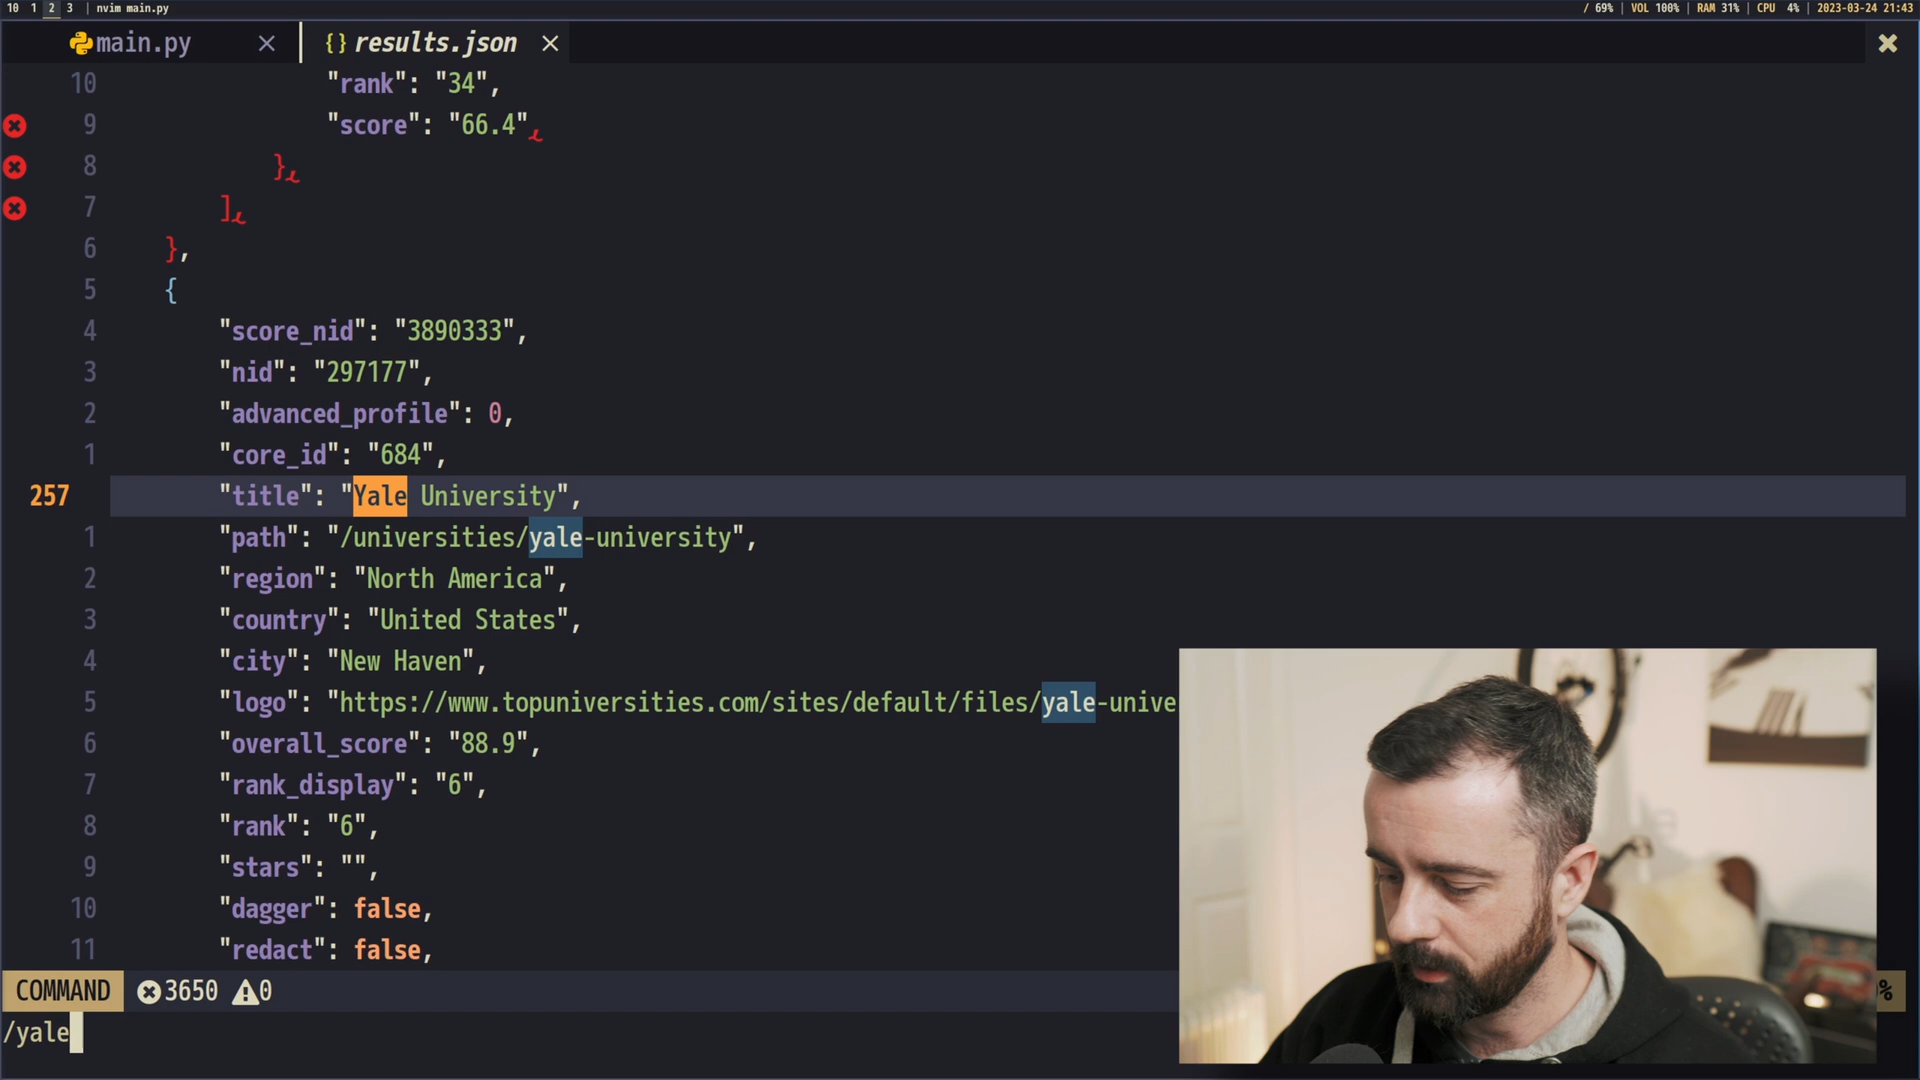 10 1 2 3 | nvim main.py
/ 69% | VOL 100% | RAM 31% | CPU 4% | 2023-03-24 21:43
main.py
{} results.json
10 "rank": "34",
9 "score": "66.4",
8 },
7 ],
6 },
5 {
4 "score_nid": "3890333",
3 "nid": "297177",
2 "advanced_profile": 0,
1 "core_id": "684",
257 "title": "Yale University",
1 "path": "/universities/yale-university",
2 "region": "North America",
3 "country": "United States",
4 "city": "New Haven",
5 "logo": "https://www.topuniversities.com/sites/default/files/yale-unive
6 "overall_score": "88.9",
7 "rank_display": "6",
8 "rank": "6",
9 "stars": "",
10 "dagger": false,
11 "redact": false,
COMMAND 3650 0
%
/yale